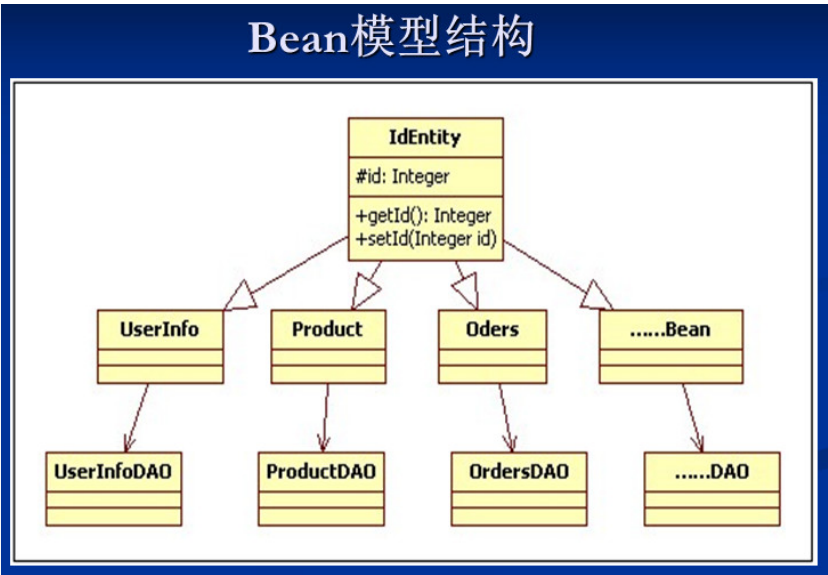 Bean模型结构
IdEntity
#id: Integer
+getId(): Integer
+setId(Integer id)
UserInfo
Product
Oders
......Bean
UserInfoDAO
ProductDAO
OrdersDAO
......DAO